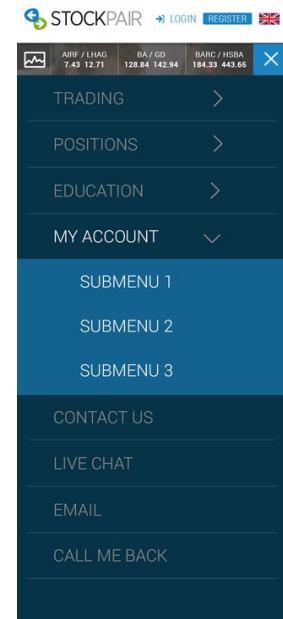 STOCKPAIR LOGIN REGISTER
AIRF / LHAG BA / GD BARC / HSBA
7.43 12.71 128.84 142.94 184.33 443.65
TRADING
POSITIONS
EDUCATION
MY ACCOUNT
SUBMENU 1
SUBMENU 2
SUBMENU 3
CONTACT US
LIVE CHAT
EMAIL
CALL ME BACK